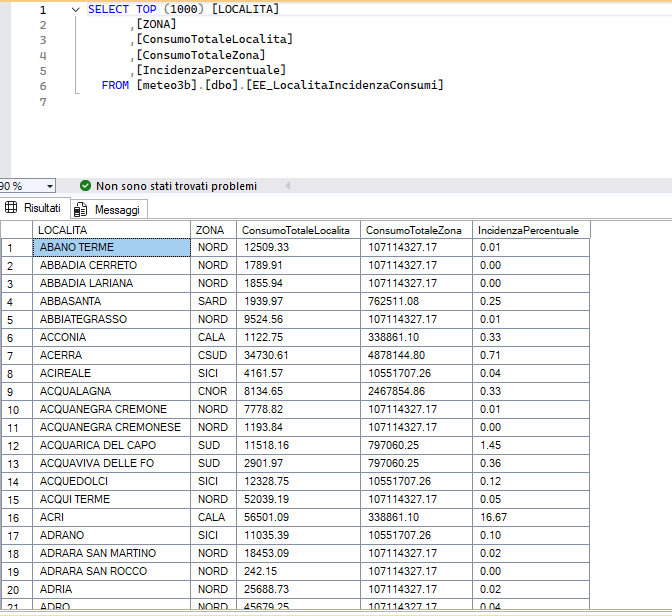 1 SELECT TOP (1000) [LOCALITA]
2 ,[ZONA]
3 ,[ConsumoTotaleLocalita]
4 ,[ConsumoTotaleZona]
5 ,[IncidenzaPercentuale]
6 FROM [meteo3b].[dbo].[EE_LocalitaIncidenzaConsumi]
7
90 % Non sono stati trovati problemi
Risultati Messaggi
LOCALITA ZONA ConsumoTotaleLocalita ConsumoTotaleZona IncidenzaPercentuale
1 ABANO TERME NORD 12509.33 107114327.17 0.01
2 ABBADIA CERRETO NORD 1789.91 107114327.17 0.00
3 ABBADIA LARIANA NORD 1855.94 107114327.17 0.00
4 ABBASANTA SARD 1939.97 762511.08 0.25
5 ABBIATEGRASSO NORD 9524.56 107114327.17 0.01
6 ACCONIA CALA 1122.75 338861.10 0.33
7 ACERRA CSUD 34730.61 4878144.80 0.71
8 ACIREALE SICI 4161.57 10551707.26 0.04
9 ACQUALAGNA CNOR 8134.65 2467854.86 0.33
10 ACQUANEGRA CREMONE NORD 7778.82 107114327.17 0.01
11 ACQUANEGRA CREMONESE NORD 1193.84 107114327.17 0.00
12 ACQUARICA DEL CAPO SUD 11518.16 797060.25 1.45
13 ACQUAVIVA DELLE FO SUD 2901.97 797060.25 0.36
14 ACQUEDOLCI SICI 12328.75 10551707.26 0.12
15 ACQUI TERME NORD 52039.19 107114327.17 0.05
16 ACRI CALA 56501.09 338861.10 16.67
17 ADRANO SICI 11035.39 10551707.26 0.10
18 ADRARA SAN MARTINO NORD 18453.09 107114327.17 0.02
19 ADRARA SAN ROCCO NORD 242.15 107114327.17 0.00
20 ADRIA NORD 25688.73 107114327.17 0.02
21 ADRO NORD 45679.25 107114327.17 0.04